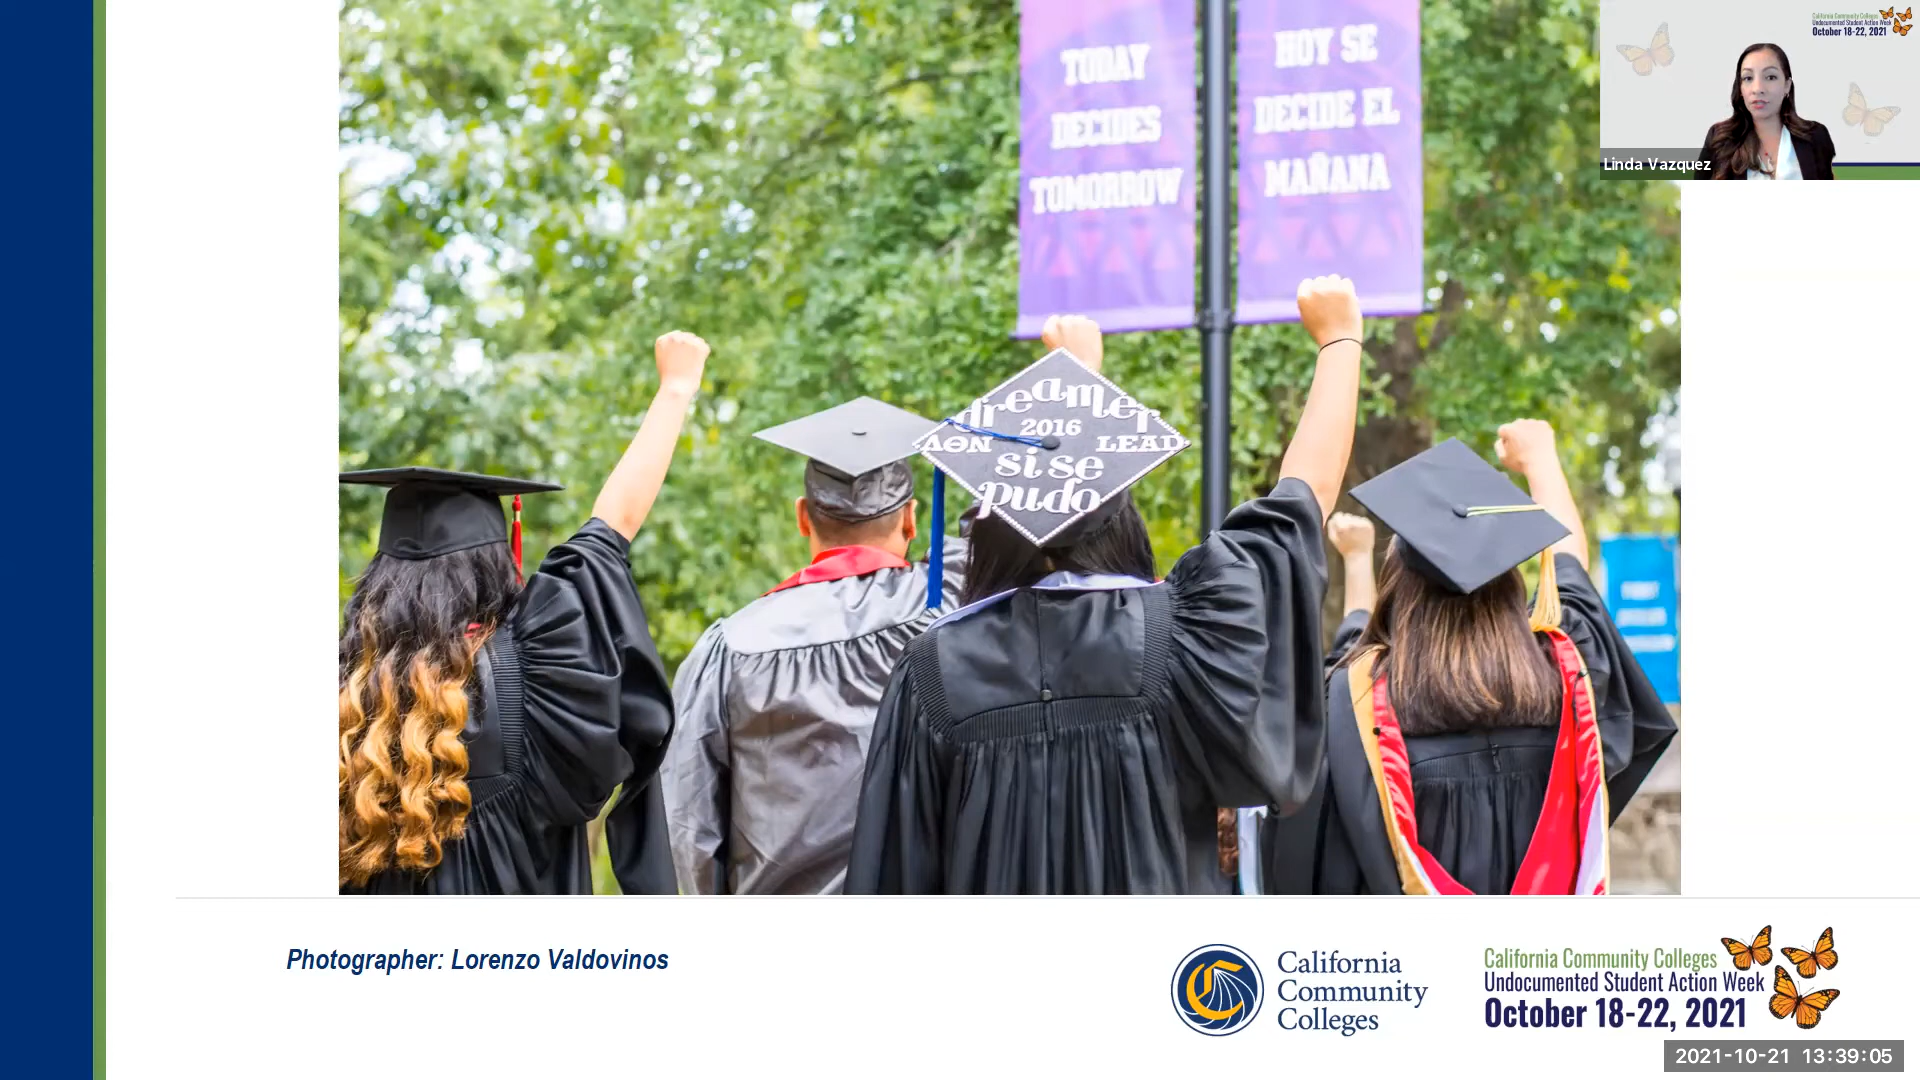 TODAY
DECIDES
TOMORROW
HOY SE
DECIDE EL
MAÑANA
California Community Colleges
Undocumented Student Action Week
October 18-22, 2021
Linda Vazquez
dreamer
2016
ΛΘΝ LEAD
si se
pudo
Photographer: Lorenzo Valdovinos
California
Community
Colleges
California Community Colleges
Undocumented Student Action Week
October 18-22, 2021
2021-10-21 13:39:05